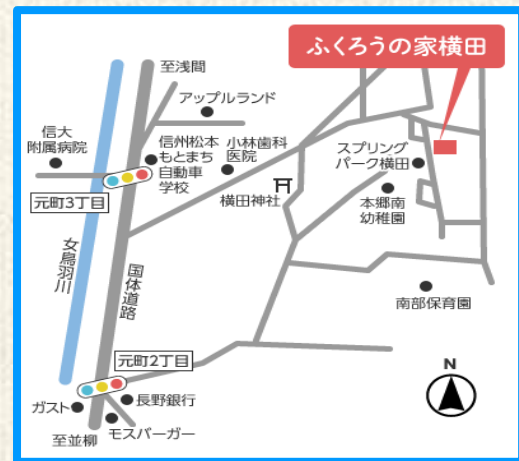 ふくろうの家横田
至浅間
アップルランド
信大
附属病院
信州松本
もとまち
自動車
学校
小林歯科
医院
スプリング
パーク横田
元町3丁目
横田神社
本郷南
幼稚園
女鳥羽川
国体道路
南部保育園
元町2丁目
N
ガスト
長野銀行
モスバーガー
至並柳